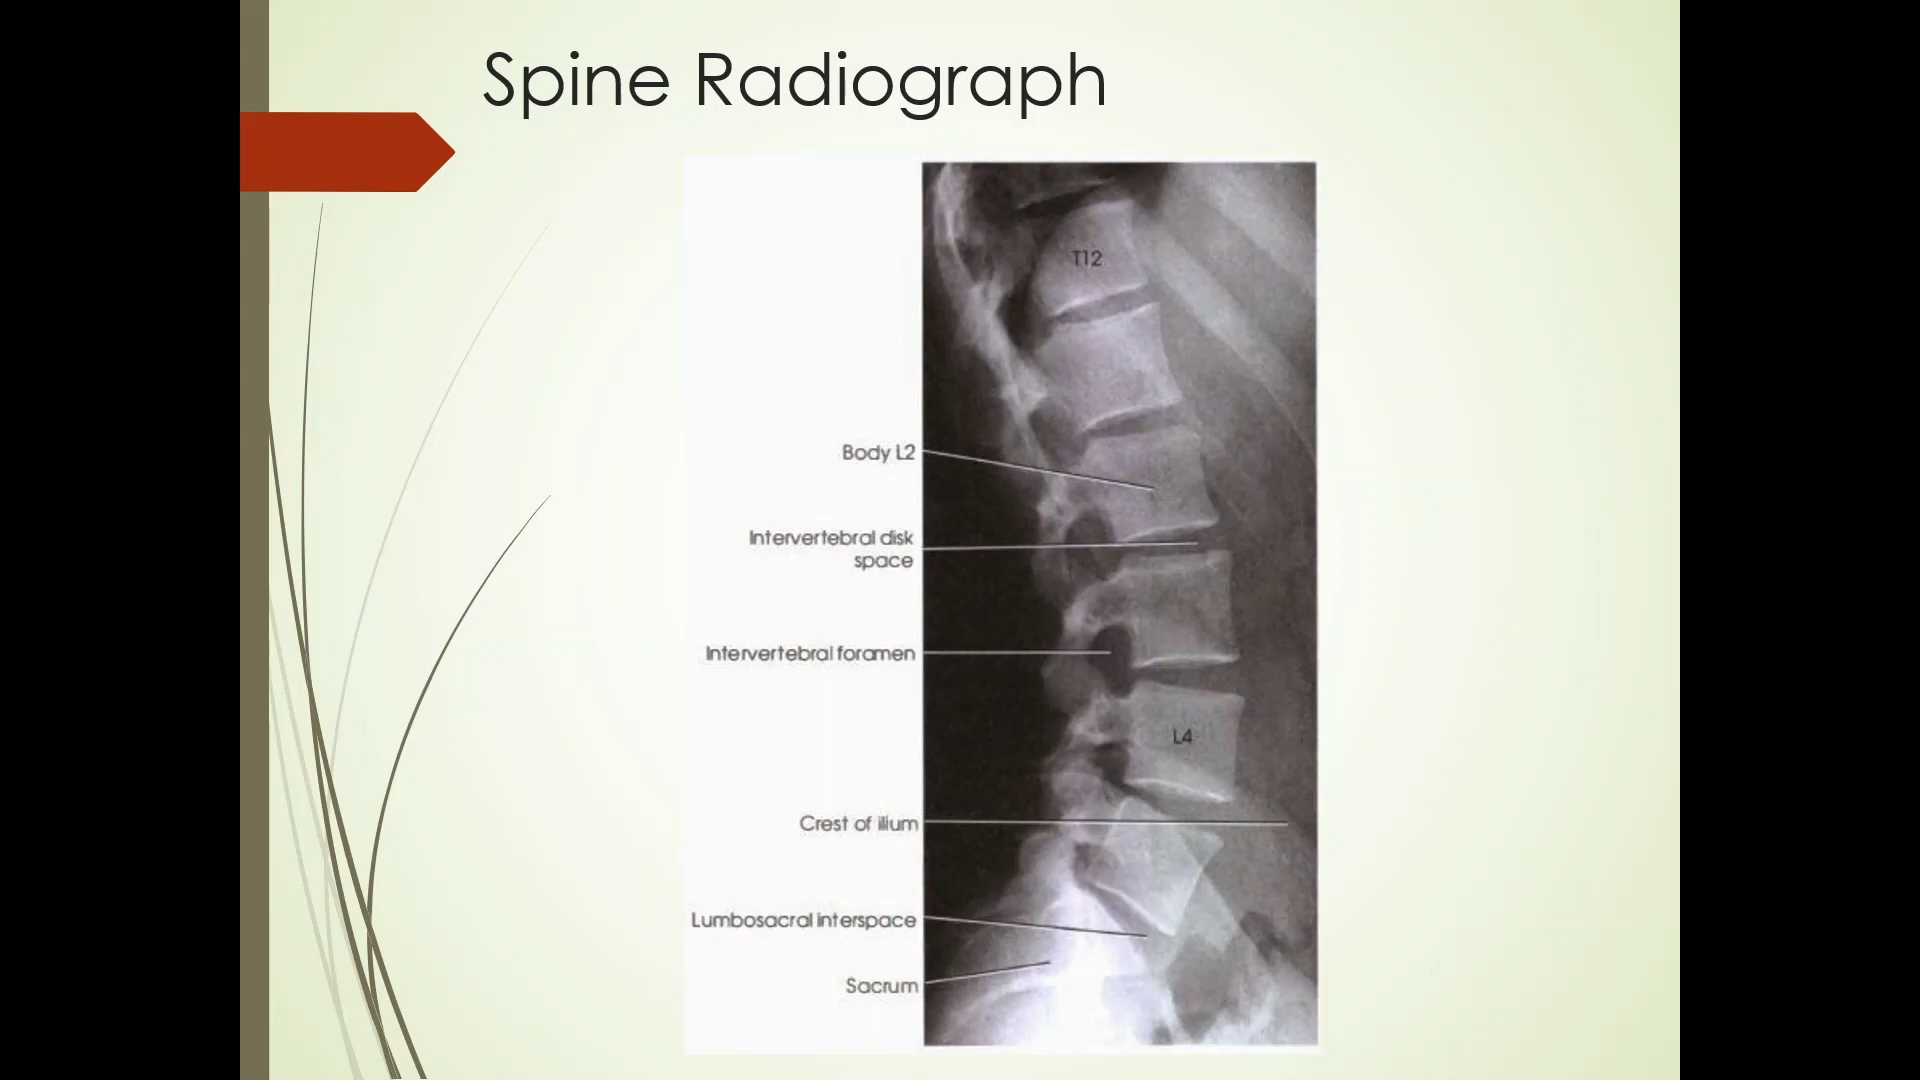 Spine Radiograph
T12
Body L2
Intervertebral disk
space
Intervertebral foramen
L4
Crest of ilium
Lumbosacral interspace
Sacrum